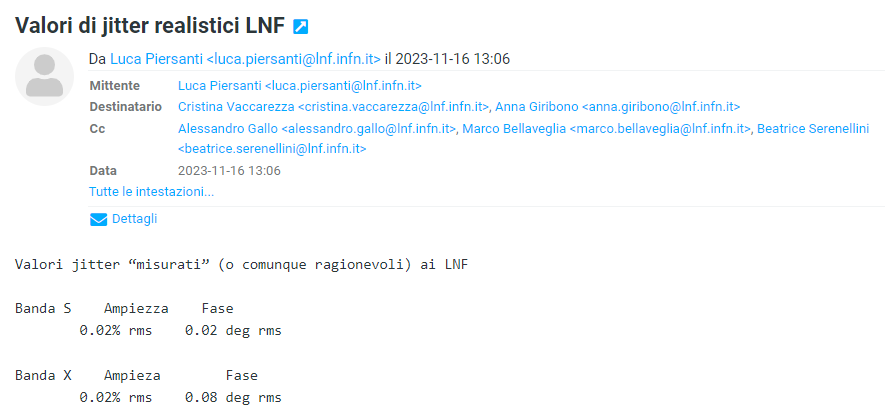 Valori di jitter realistici LNF
Da Luca Piersanti <luca.piersanti@lnf.infn.it> il 2023-11-16 13:06
Mittente Luca Piersanti <luca.piersanti@lnf.infn.it>
Destinatario Cristina Vaccarezza <cristina.vaccarezza@lnf.infn.it>, Anna Giribono <anna.giribono@lnf.infn.it>
Cc Alessandro Gallo <alessandro.gallo@lnf.infn.it>, Marco Bellaveglia <marco.bellaveglia@lnf.infn.it>, Beatrice Serenellini
<beatrice.serenellini@lnf.infn.it>
Data 2023-11-16 13:06
Tutte le intestazioni...
Dettagli
Valori jitter “misurati” (o comunque ragionevoli) ai LNF
Banda S Ampiezza Fase
0.02% rms 0.02 deg rms
Banda X Ampieza Fase
0.02% rms 0.08 deg rms